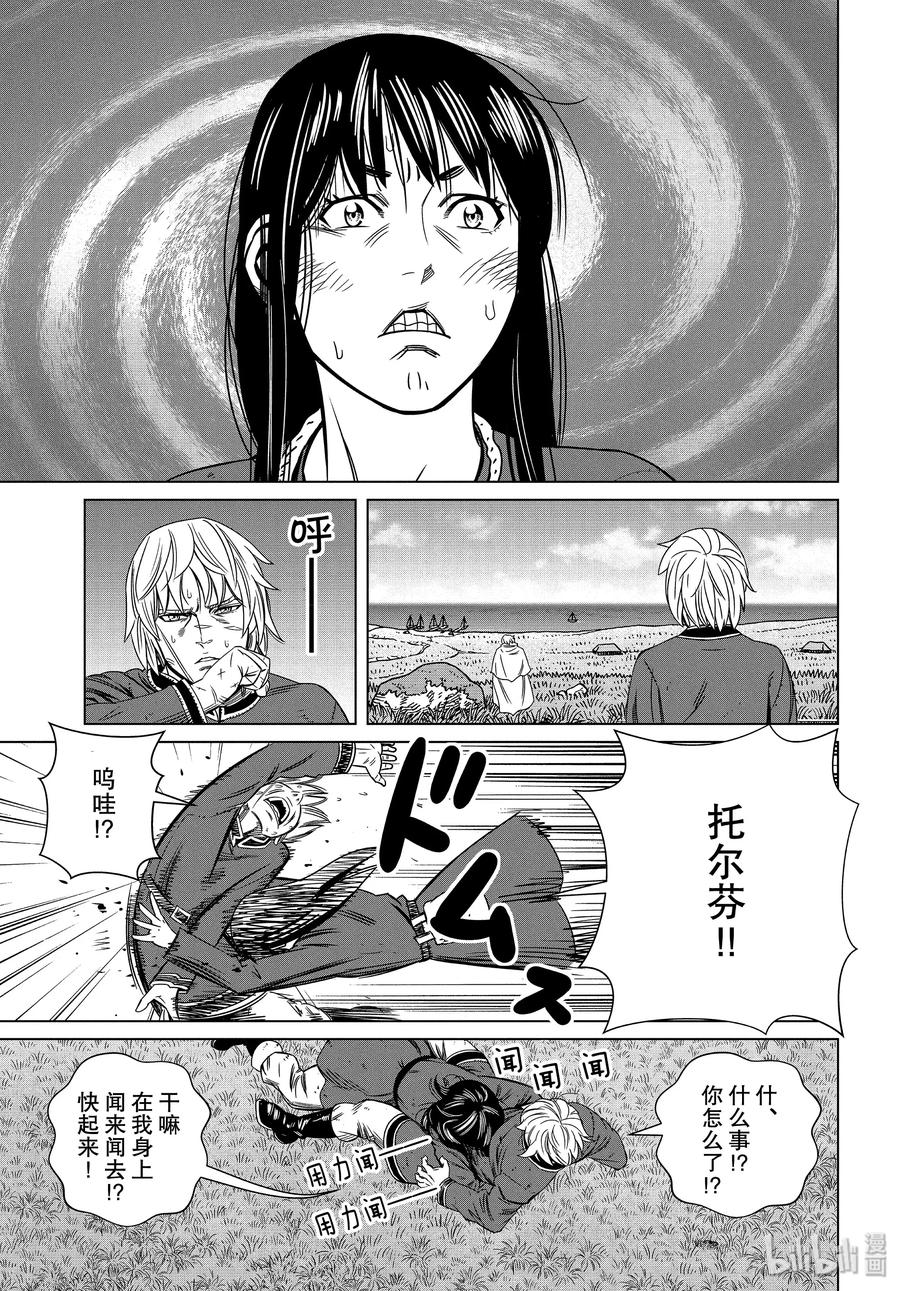 呼——
托尔芬!!
ドムッ
呜哇
!?
什、
什么事!?
你怎么了!?
闻
闻
闻
用力闻——
用力闻——
干嘛
在我身上
闻来闻去!?
快起来！
bilibili
漫画